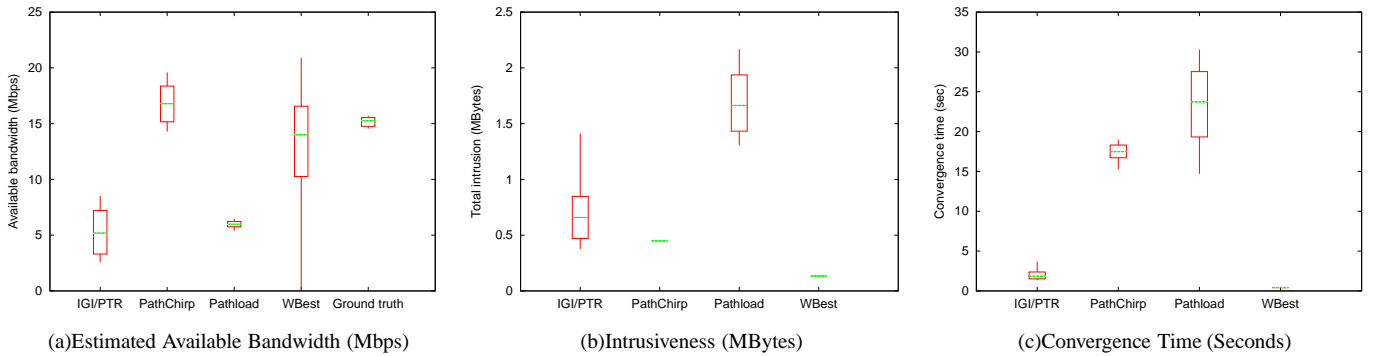 25
20
15
10
5
0
Available bandwidth (Mbps)
IGI/PTR PathChirp Pathload WBest Ground truth
(a)Estimated Available Bandwidth (Mbps)
2.5
2
1.5
1
0.5
0
Total intrusion (MBytes)
IGI/PTR PathChirp Pathload WBest
(b)Intrusiveness (MBytes)
35
30
25
20
15
10
5
0
Convergence time (sec)
IGI/PTR PathChirp Pathload WBest
(c)Convergence Time (Seconds)